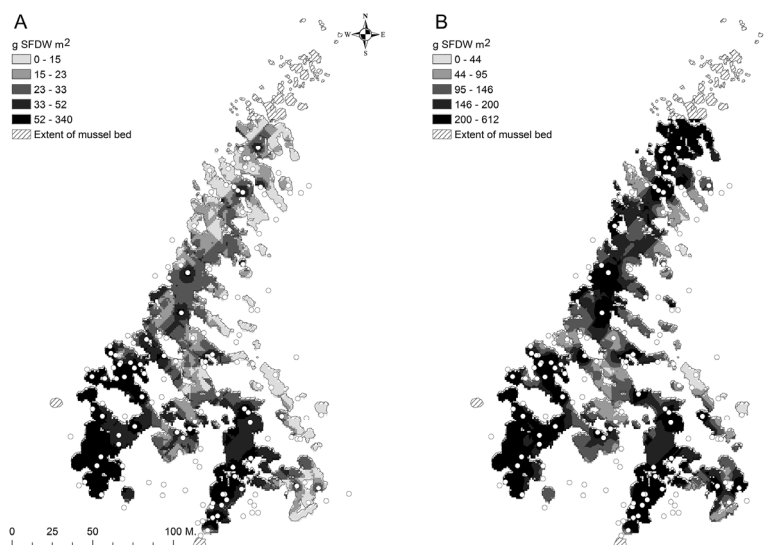 A
g SFDW m2
0 - 15
15 - 23
23 - 33
33 - 52
52 - 340
Extent of mussel bed
N
W E
S
B
g SFDW m2
0 - 44
44 - 95
95 - 146
146 - 200
200 - 612
Extent of mussel bed
0 25 50 100 M.